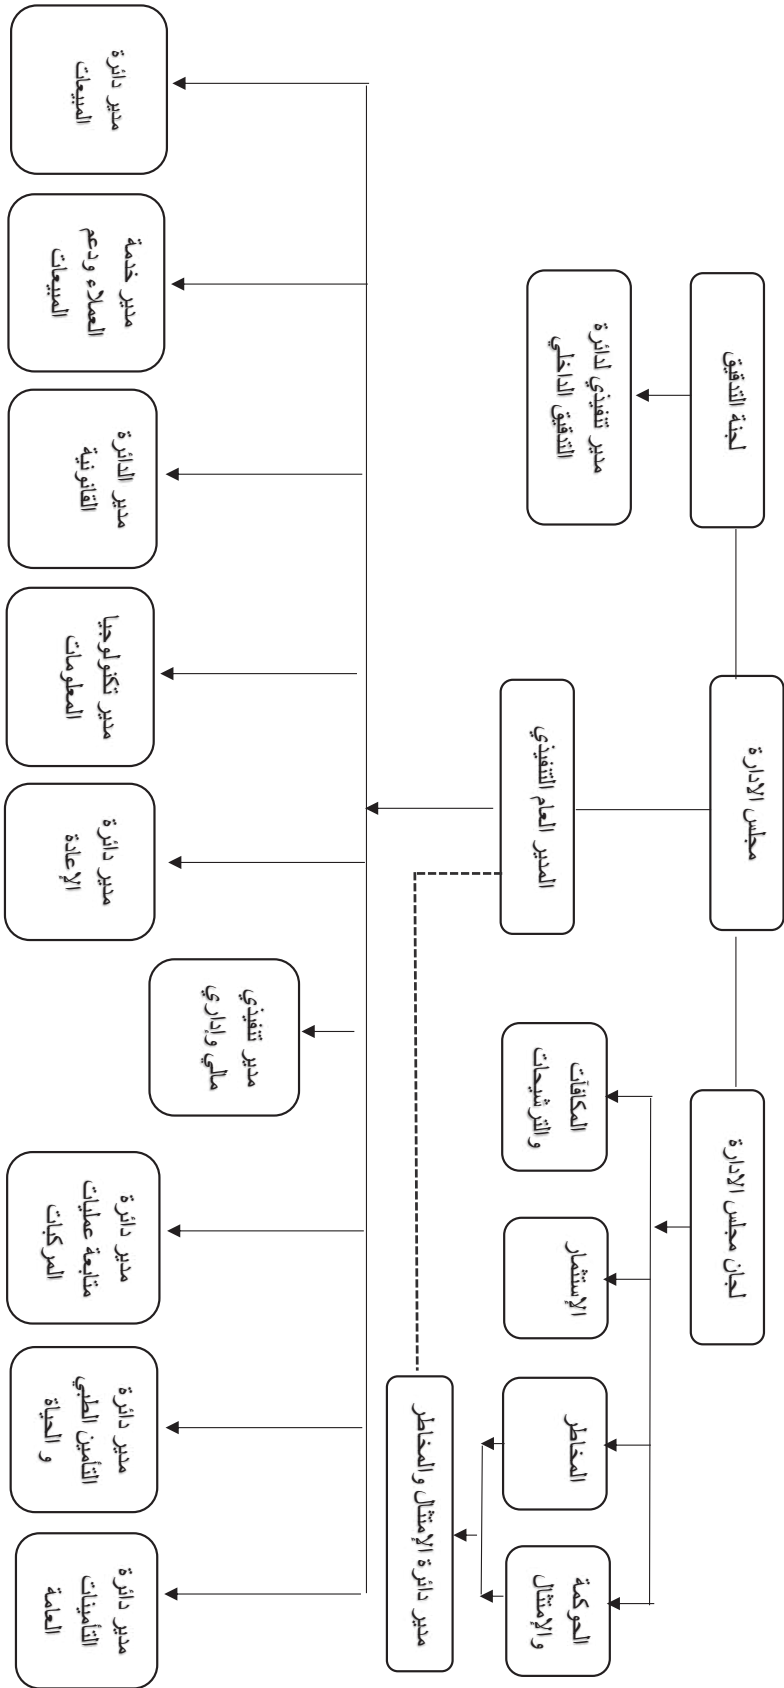 مجلس الادارة
لجنة التدقيق
لجان مجلس الادارة
مدير تنفيذي لدائرة
التدقيق الداخلي
المدير العام التنفيذي
المكافآت
والترشيحات
الإستثمار
المخاطر
الحوكمة
والإمتثال
مدير دائرة الإمتثال والمخاطر
مدير دائرة
المبيعات
مدير خدمة
العملاء ودعم
المبيعات
مدير الدائرة
القانونية
مدير تكنولوجيا
المعلومات
مدير دائرة
الإعادة
مدير تنفيذي
مالي وإداري
مدير دائرة
متابعة عمليات
المركبات
مدير دائرة
التأمين الطبي
و الحياة
مدير دائرة
التأمينات
العامة